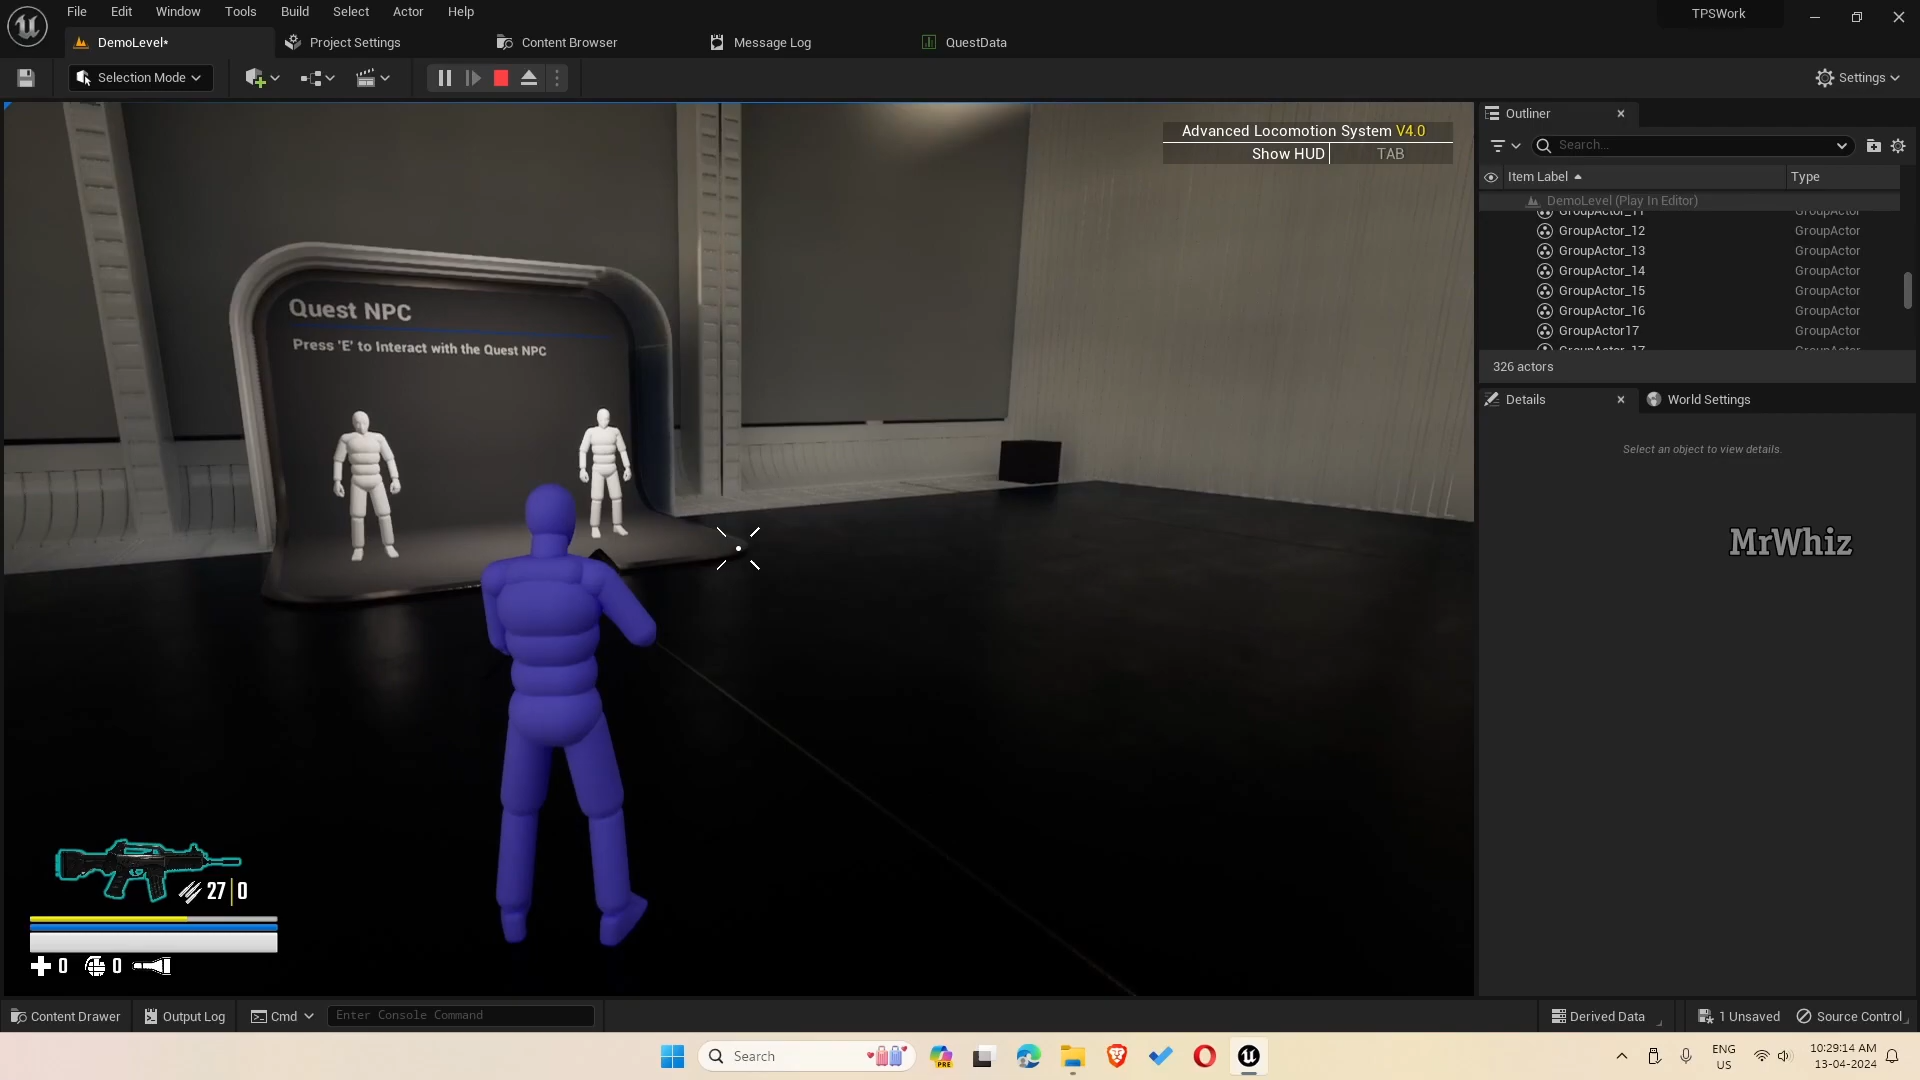 File Edit Window Tools Build Select Actor Help
TPSWork
DemoLevel* Project Settings Content Browser Message Log QuestData
Selection Mode Settings
Advanced Locomotion System V4.0
Show HUD TAB
Quest NPC
Press 'E' to Interact with the Quest NPC
27 0
0 0
Outliner
Search...
Item Label Type
DemoLevel (Play In Editor)
GroupActor_11 GroupActor
GroupActor_12 GroupActor
GroupActor_13 GroupActor
GroupActor_14 GroupActor
GroupActor_15 GroupActor
GroupActor_16 GroupActor
GroupActor17 GroupActor
GroupActor_17 GroupActor
326 actors
Details World Settings
Select an object to view details.
MrWhiz
Content Drawer Output Log Cmd Enter Console Command Derived Data 1 Unsaved Source Control
Search PRE ENG
US
10:29:14 AM
13-04-2024